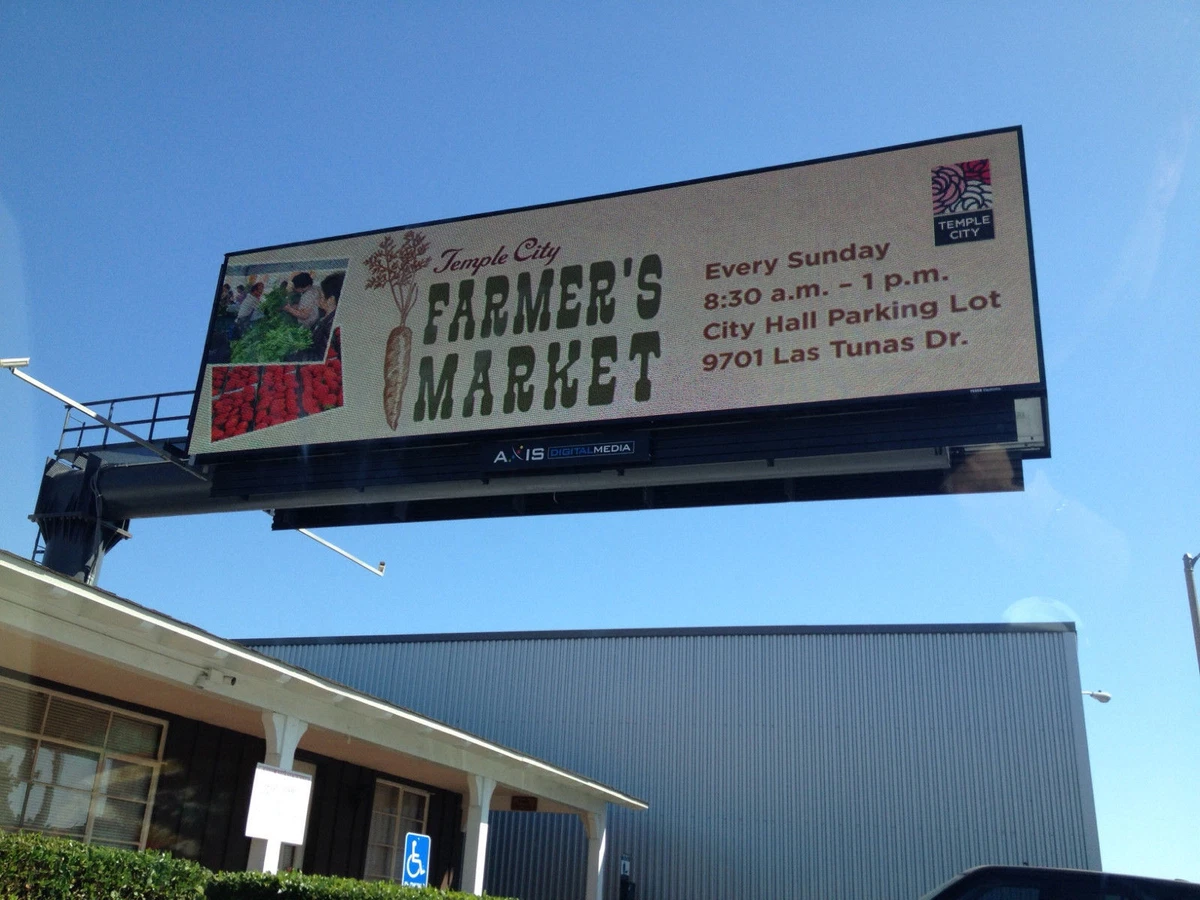 Temple City
FARMER'S
MARKET
Every Sunday
8:30 a.m. – 1 p.m.
City Hall Parking Lot
9701 Las Tunas Dr.
TEMPLE
CITY
AXIS DIGITALMEDIA